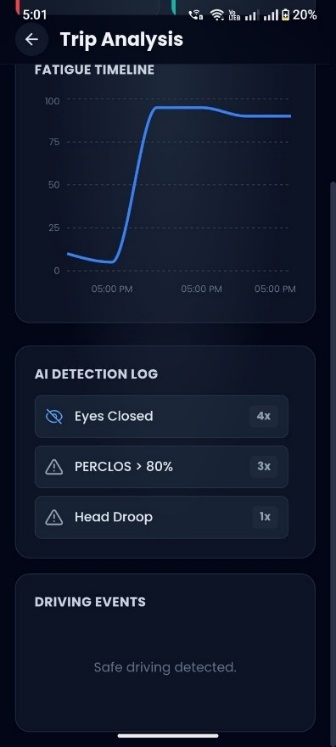 5:01
20%
Trip Analysis
FATIGUE TIMELINE
100
75
50
25
0
05:00 PM 05:00 PM 05:00 PM
AI DETECTION LOG
Eyes Closed 4x
PERCLOS > 80% 3x
Head Droop 1x
DRIVING EVENTS
Safe driving detected.